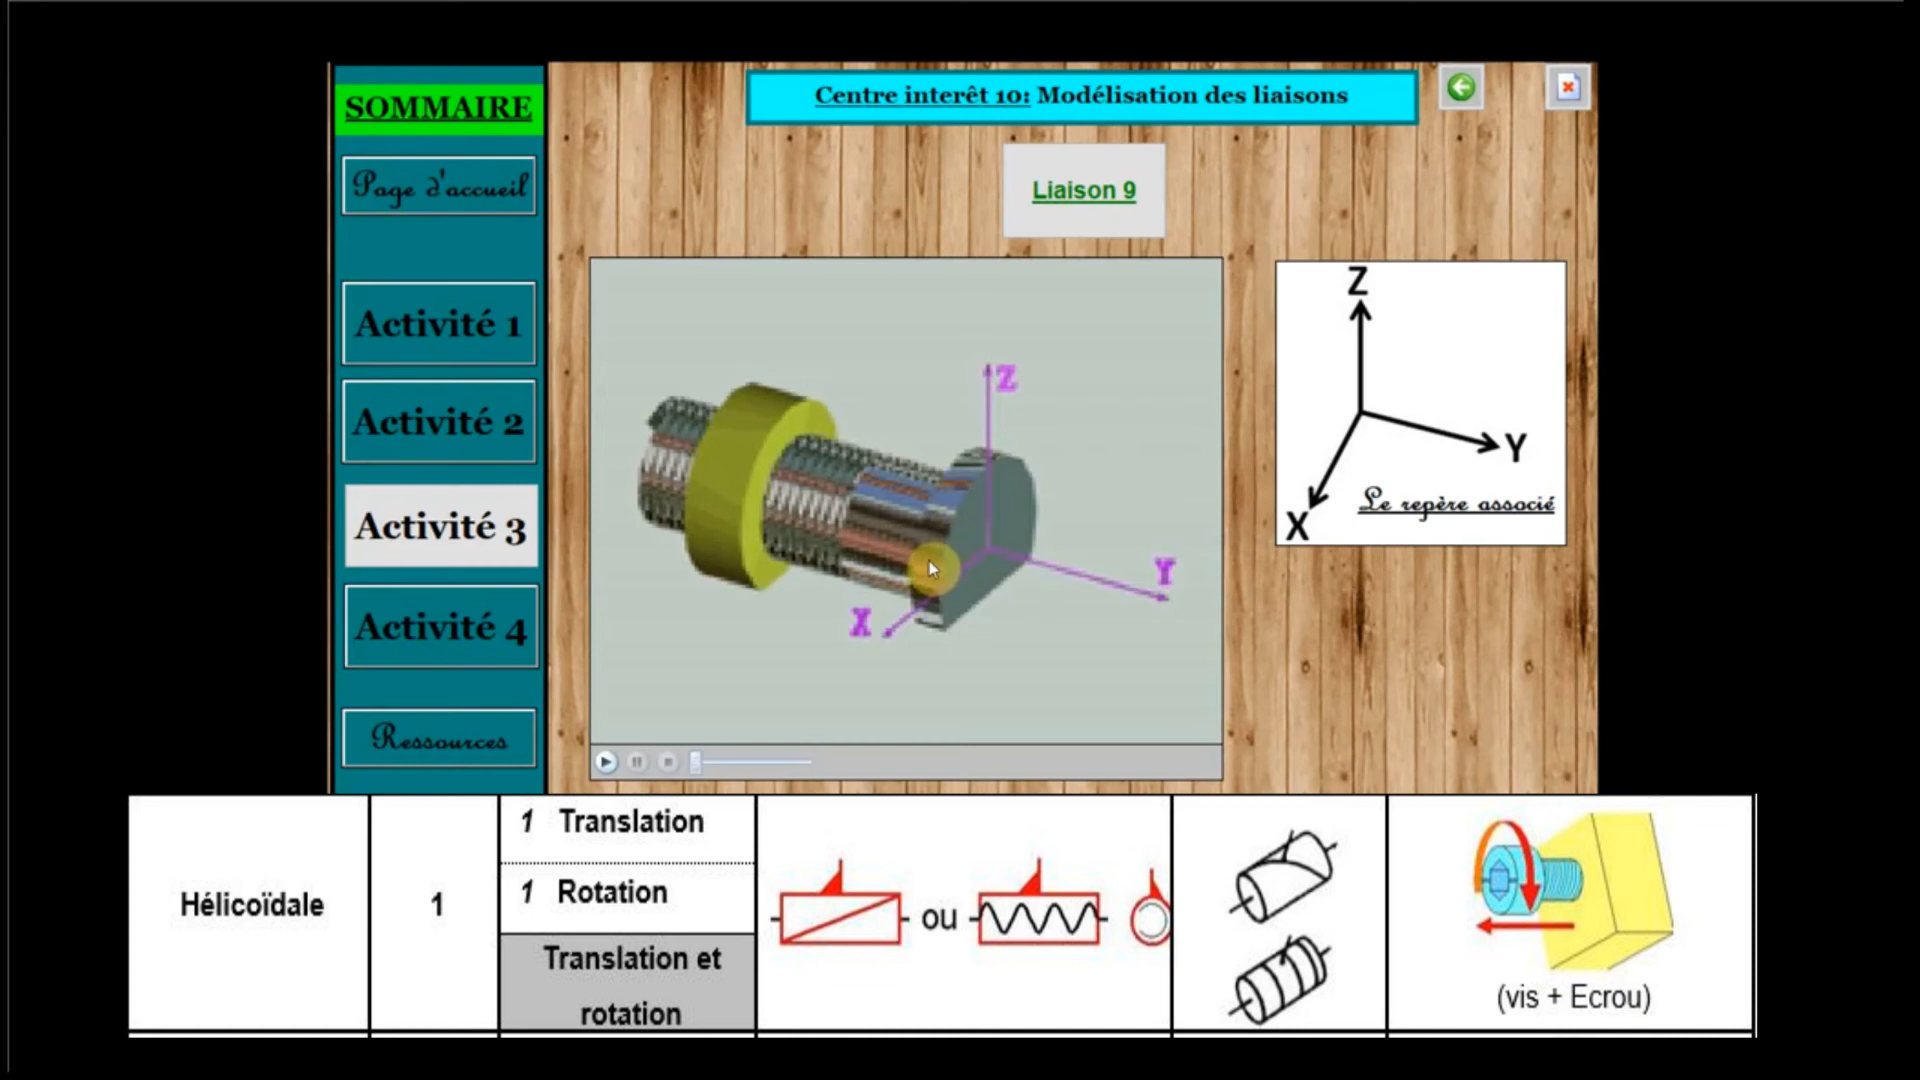 SOMMAIRE
Page d'accueil
Activité 1
Activité 2
Activité 3
Activité 4
Ressources
Centre interêt 10: Modélisation des liaisons
Liaison 9
Z
Y
X
Z
Y
X
Le repère associé
Hélicoïdale
1
1 Translation
1 Rotation
Translation et
rotation
ou
(vis + Ecrou)